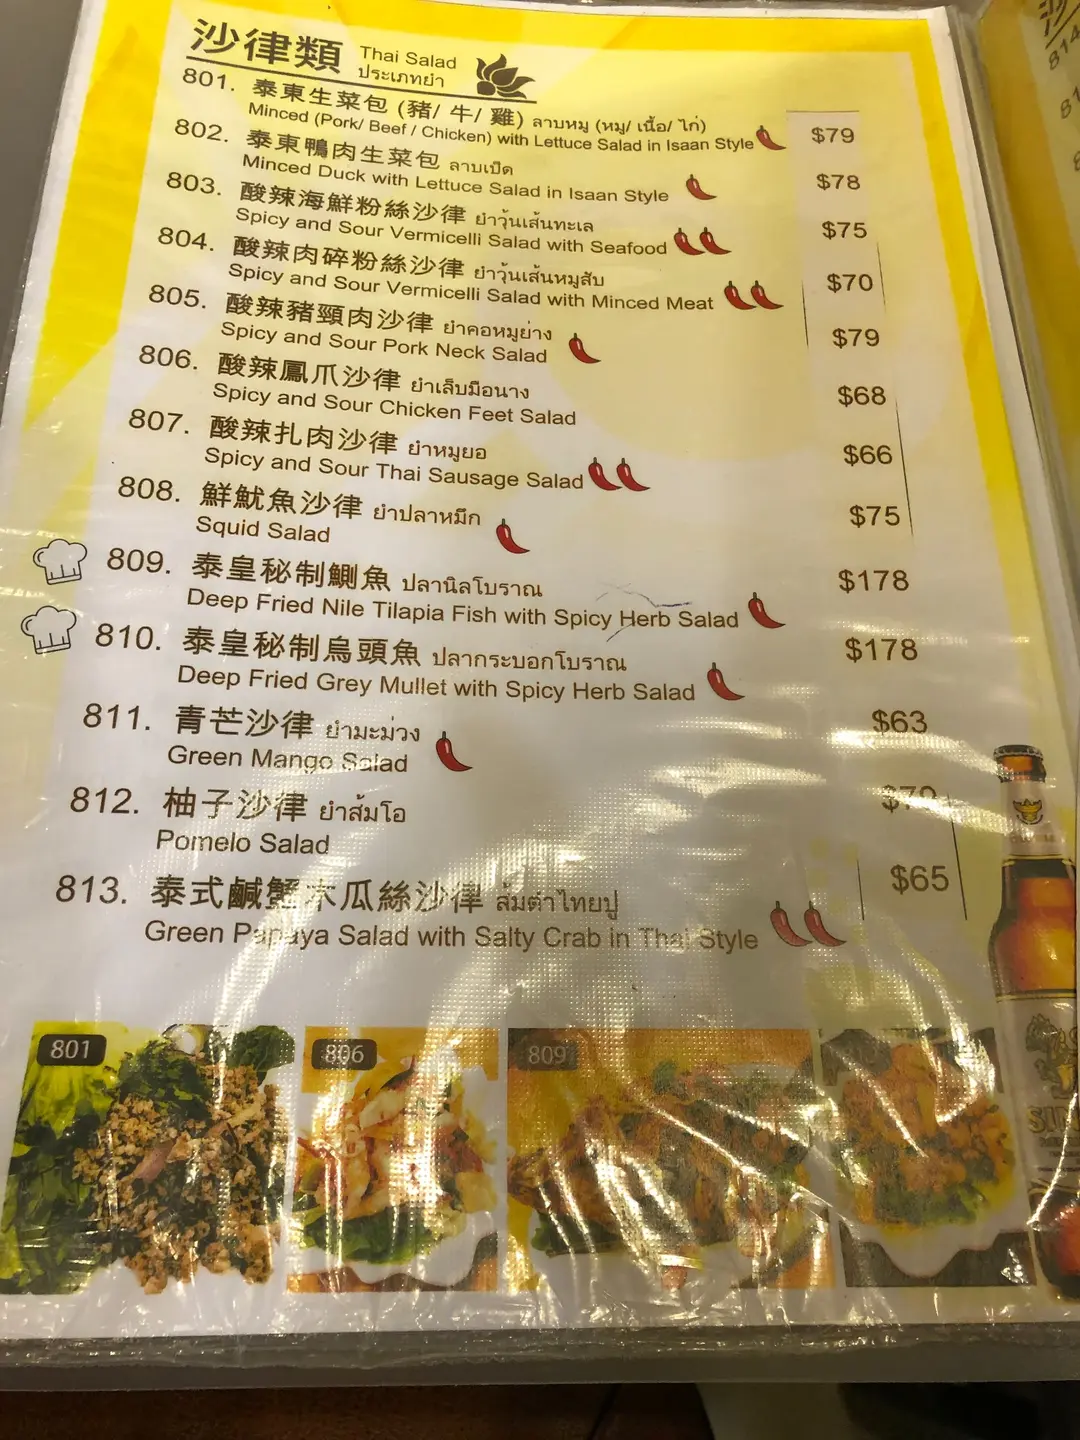 沙律類 Thai Salad
ประเภทยำ
801. 泰東生菜包 (豬/ 牛/ 雞) ลาบหมู (หมู/ เนื้อ/ ไก่)
Minced (Pork/ Beef / Chicken) with Lettuce Salad in Isaan Style $79
802. 泰東鴨肉生菜包 ลาบเป็ด
Minced Duck with Lettuce Salad in Isaan Style $78
803. 酸辣海鮮粉絲沙律 ยำวุ้นเส้นทะเล
Spicy and Sour Vermicelli Salad with Seafood $75
804. 酸辣肉碎粉絲沙律 ยำวุ้นเส้นหมูสับ
Spicy and Sour Vermicelli Salad with Minced Meat $70
805. 酸辣豬頸肉沙律 ยำคอหมูย่าง
Spicy and Sour Pork Neck Salad $79
806. 酸辣鳳爪沙律 ยำเล็บมือนาง
Spicy and Sour Chicken Feet Salad $68
807. 酸辣扎肉沙律 ยำหมูยอ
Spicy and Sour Thai Sausage Salad $66
808. 鮮魷魚沙律 ยำปลาหมึก
Squid Salad $75
809. 泰皇秘制鰂魚 ปลานิลโบราณ $178
Deep Fried Nile Tilapia Fish with Spicy Herb Salad
810. 泰皇秘制烏頭魚 ปลากระบอกโบราณ $178
Deep Fried Grey Mullet with Spicy Herb Salad
811. 青芒沙律 ยำมะม่วง $63
Green Mango Salad
812. 柚子沙律 ยำส้มโอ $79
Pomelo Salad
813. 泰式鹹蟹木瓜絲沙律 ส้มตำไทยปู $65
Green Papaya Salad with Salty Crab in Thai Style
801
806
809
814